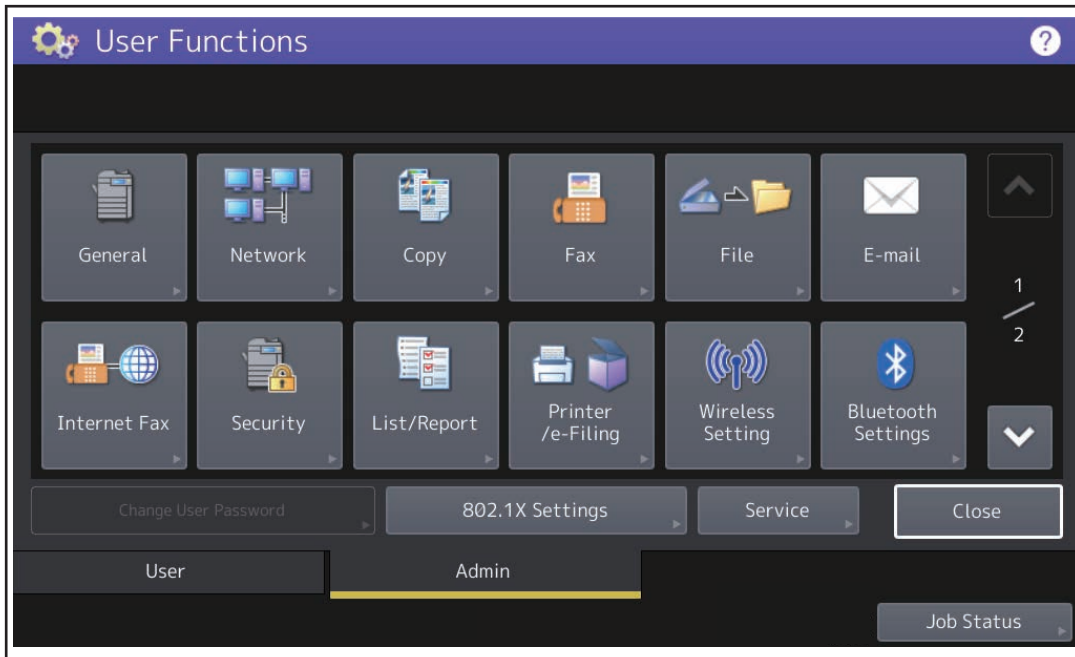 User Functions
?
General
Network
Copy
Fax
File
E-mail
1
2
Internet Fax
Security
List/Report
Printer
/e-Filing
Wireless
Setting
Bluetooth
Settings
Change User Password
802.1X Settings
Service
Close
User
Admin
Job Status